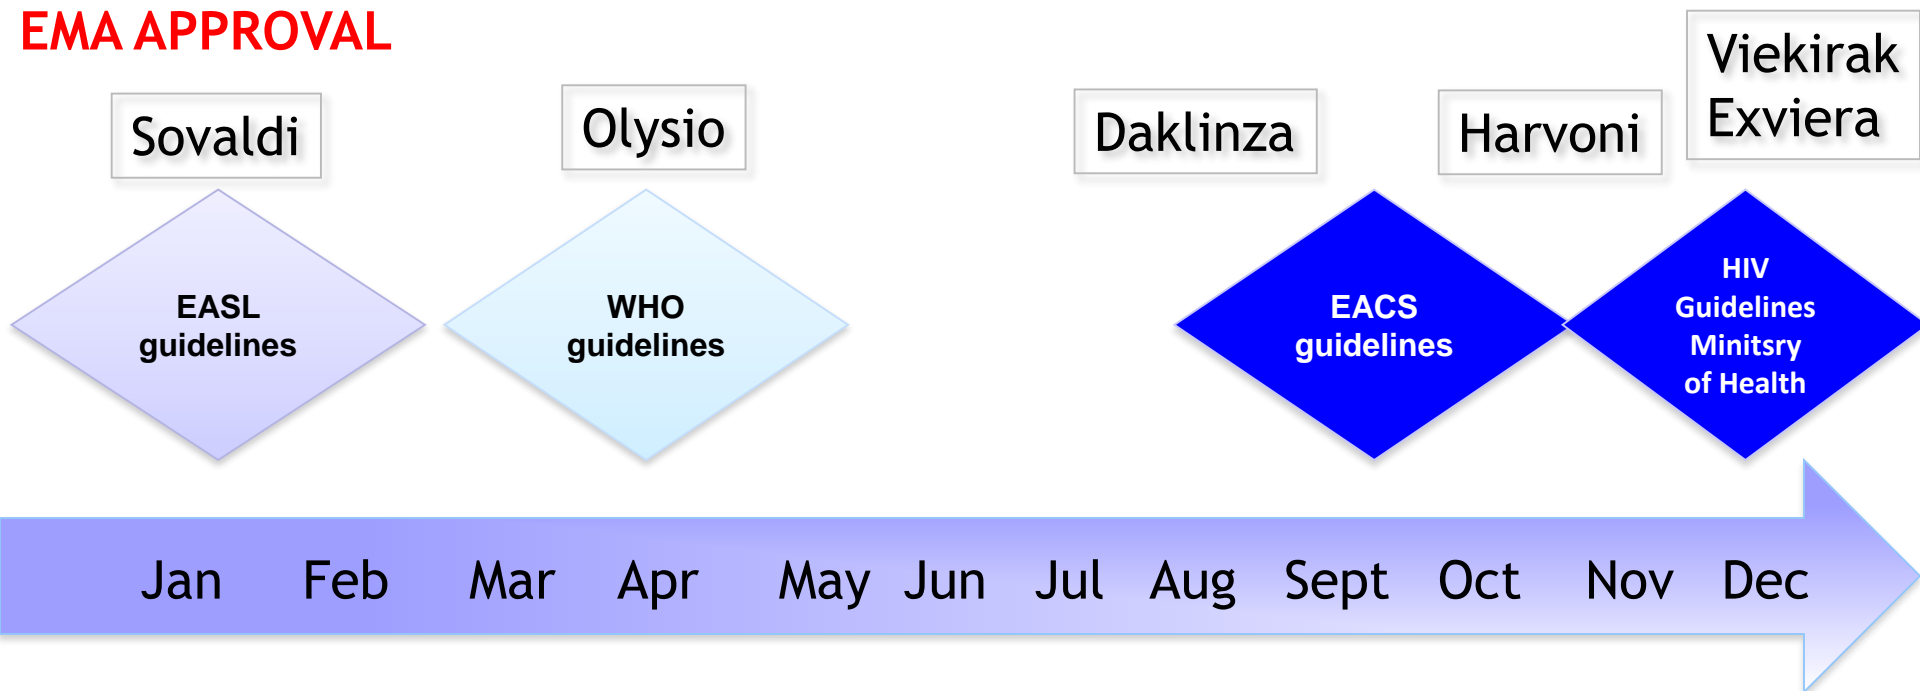 EMA APPROVAL
Sovaldi
Olysio
Daklinza
Harvoni
Viekirak
Exviera
EASL
guidelines
WHO
guidelines
EACS
guidelines
HIV
Guidelines
Minitsry
of Health
Jan Feb Mar Apr May Jun Jul Aug Sept Oct Nov Dec